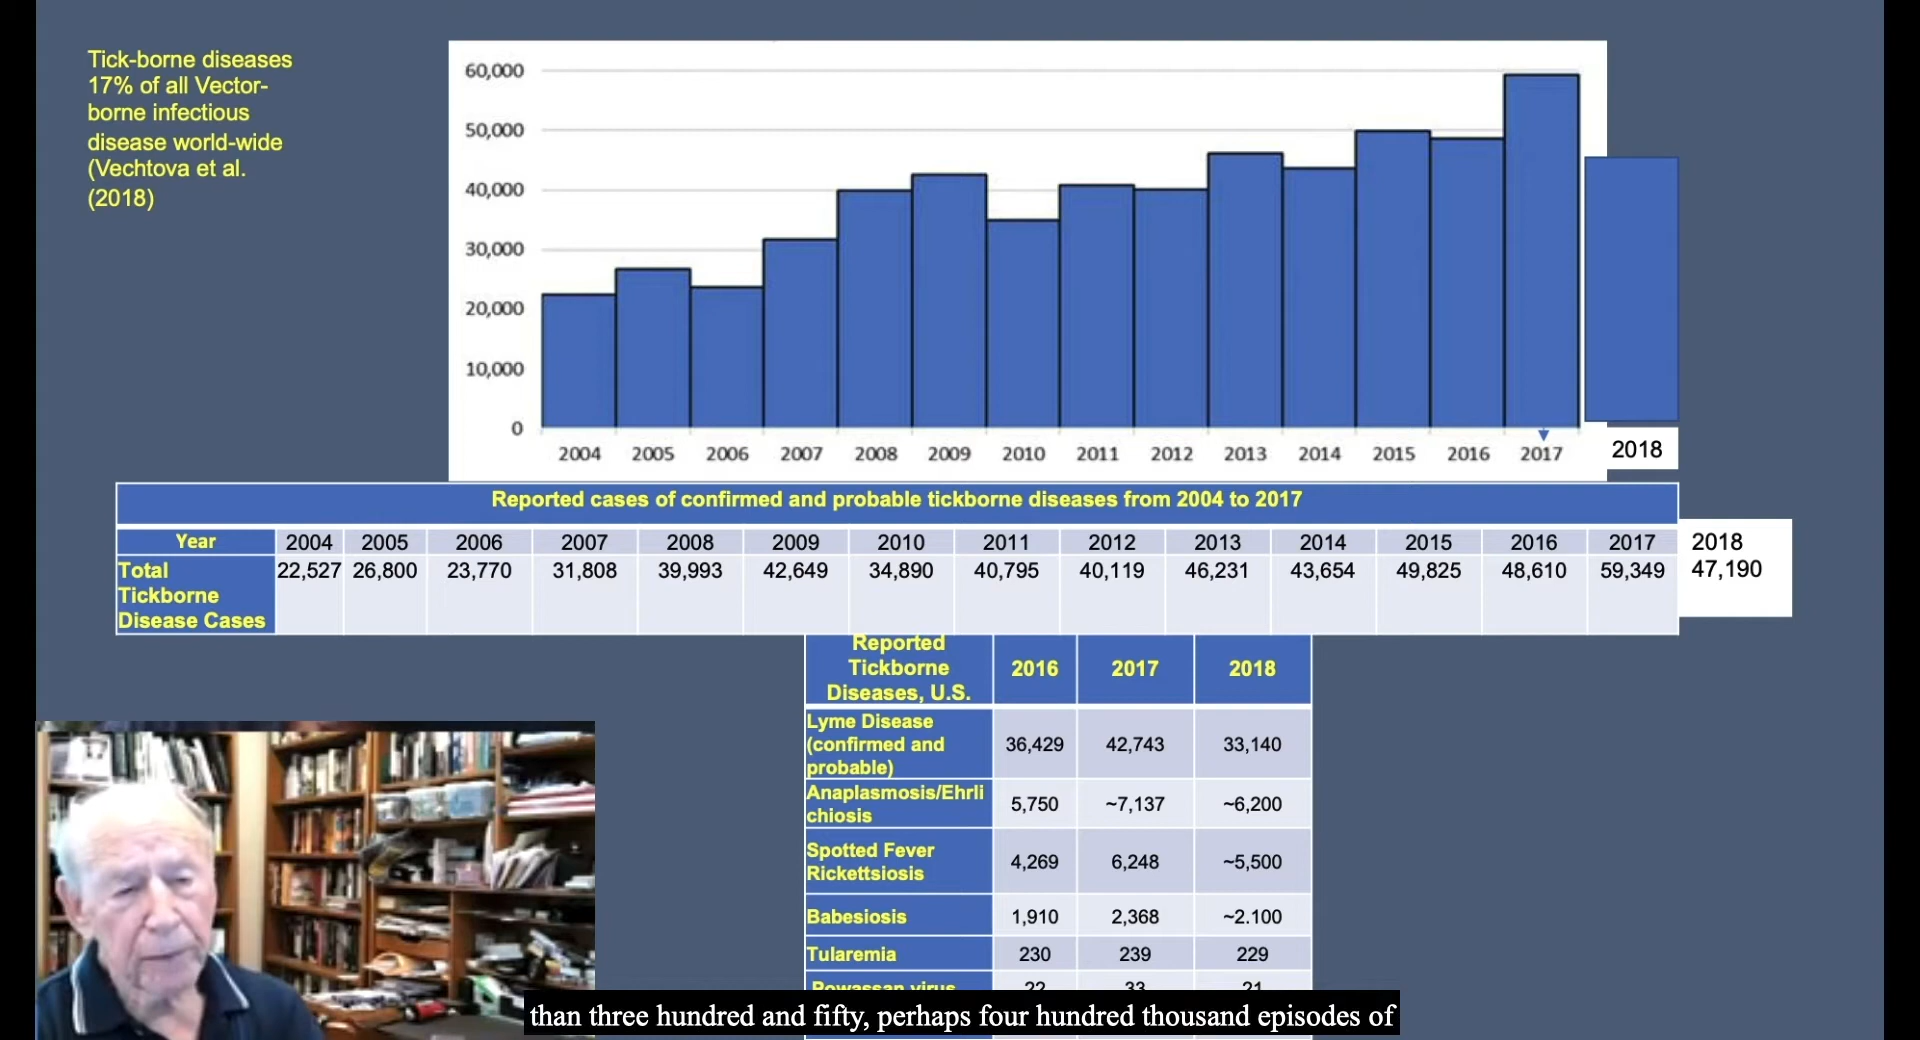 Tick-borne diseases
17% of all Vector-
borne infectious
disease world-wide
(Vechtova et al.
(2018)
60,000
50,000
40,000
30,000
20,000
10,000
0
2004 2005 2006 2007 2008 2009 2010 2011 2012 2013 2014 2015 2016 2017 2018
Reported cases of confirmed and probable tickborne diseases from 2004 to 2017
Year 2004 2005 2006 2007 2008 2009 2010 2011 2012 2013 2014 2015 2016 2017 2018
Total 22,527 26,800 23,770 31,808 39,993 42,649 34,890 40,795 40,119 46,231 43,654 49,825 48,610 59,349 47,190
Tickborne
Disease Cases
Reported
Tickborne 2016 2017 2018
Diseases, U.S.
Lyme Disease
(confirmed and 36,429 42,743 33,140
probable)
Anaplasmosis/Ehrli 5,750 ~7,137 ~6,200
chiosis
Spotted Fever 4,269 6,248 ~5,500
Rickettsiosis
Babesiosis 1,910 2,368 ~2.100
Tularemia 230 239 229
Powassan virus 22 33 21
than three hundred and fifty, perhaps four hundred thousand episodes of